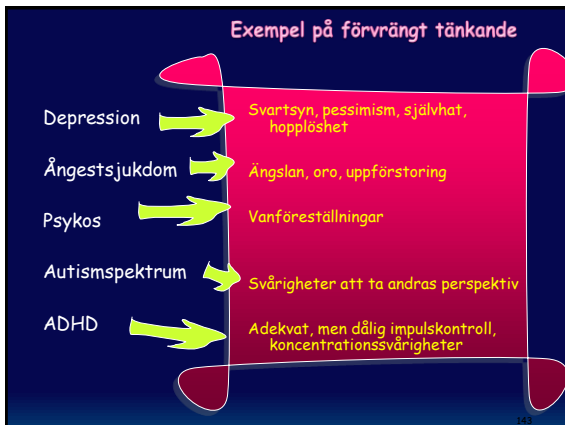 Exempel på förvrängt tänkande
Depression
Svartsyn, pessimism, självhat,
hopplöshet
Ångestsjukdom
Ängslan, oro, uppförstoring
Psykos
Vanföreställningar
Autismspektrum
Svårigheter att ta andras perspektiv
ADHD
Adekvat, men dålig impulskontroll,
koncentrationssvårigheter
143